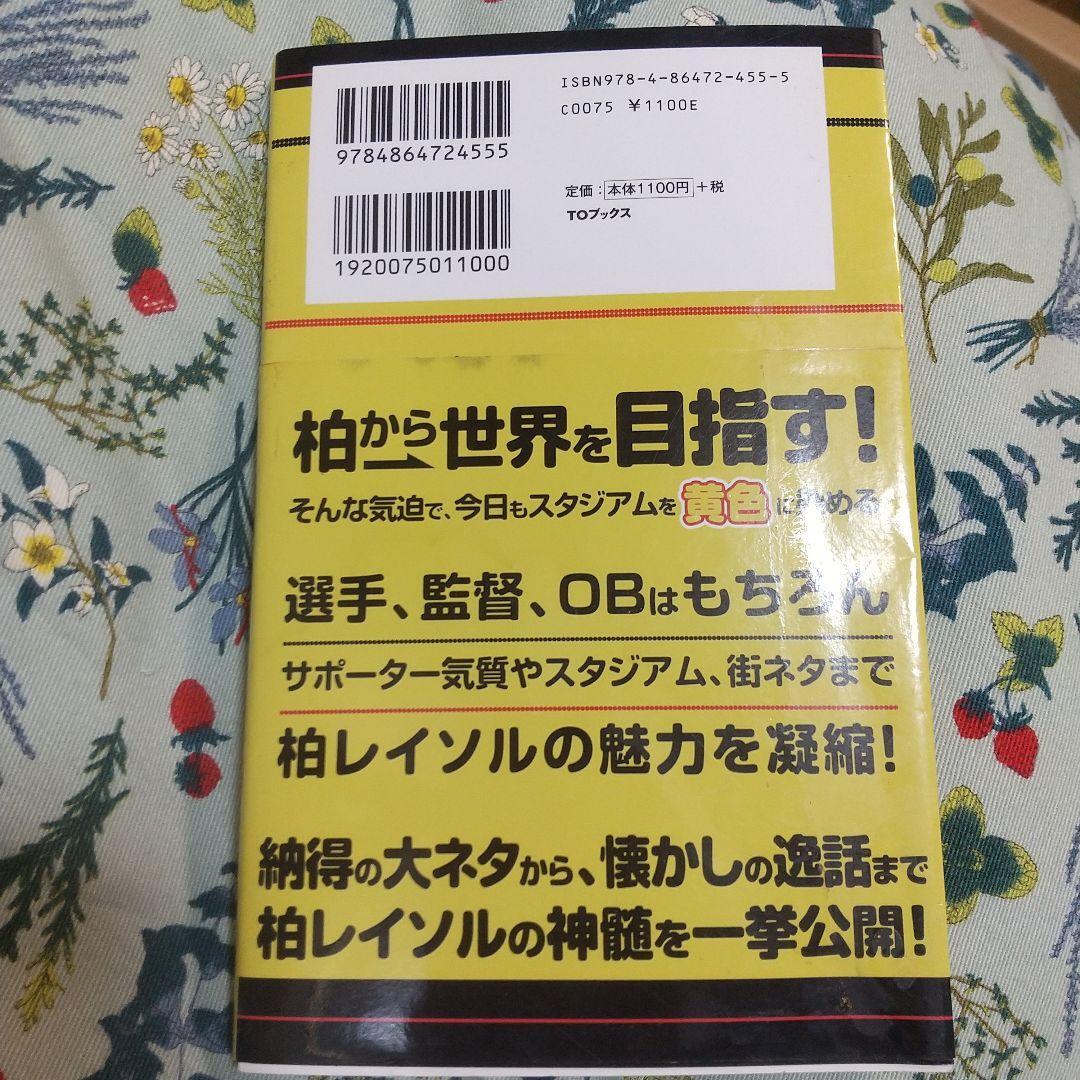 ISBN978-4-86472-455-5
C0075 ¥1100E
9784864724555
定価:本体1100円+税
TOブックス
1920075011000
柏から世界を目指す!
そんな気迫で、今日もスタジアムを黄色に染める
選手、監督、OBはもちろん
サポーター気質やスタジアム、街ネタまで
柏レイソルの魅力を凝縮!
納得の大ネタから、懐かしの逸話まで
柏レイソルの神髄を一挙公開!